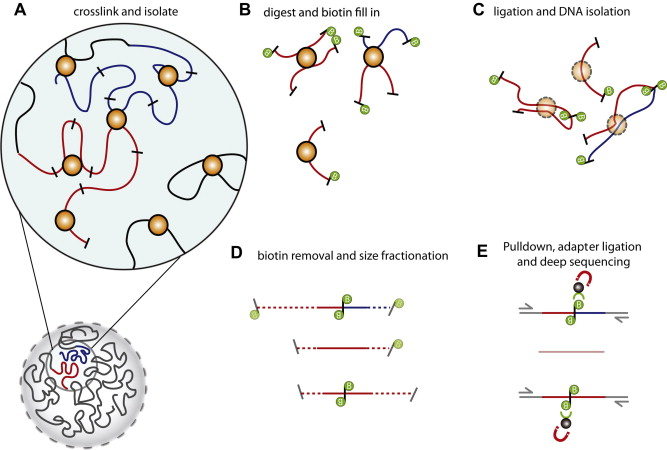 A crosslink and isolate
B digest and biotin fill in
C ligation and DNA isolation
D biotin removal and size fractionation
E Pulldown, adapter ligation
and deep sequencing
B
B
B
B
B
B
B
B